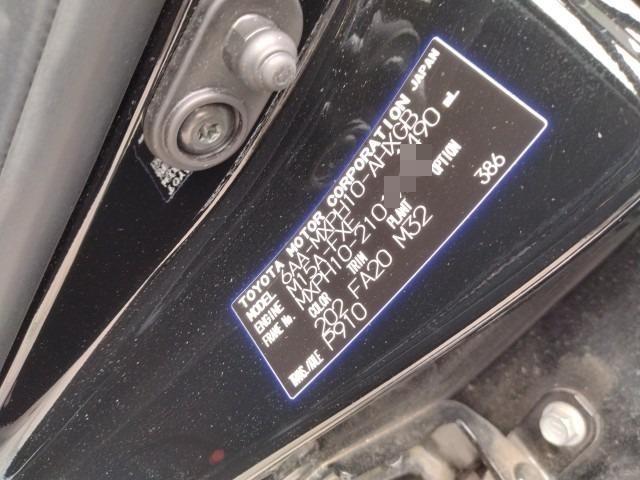 TOYOTA MOTOR CORPORATION JAPAN
MODEL 6AA-MXPH10-AHXGB
ENGINE M15A-FXE 1490 mL
FRAME No. MXPH10-210
COLOR TRIM PLANT OPTION
202 FA20 M32 386
TRANS./AXLE P910